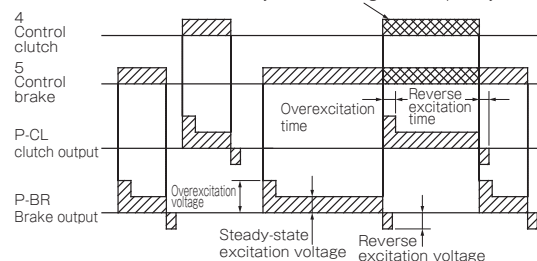 4
Control
clutch
5
Control
brake
P-CL
clutch output
P-BR
Brake output
Overexcitation
time
Reverse
excitation
time
Overexcitation
voltage
Steady-state
excitation voltage
Reverse
excitation voltage